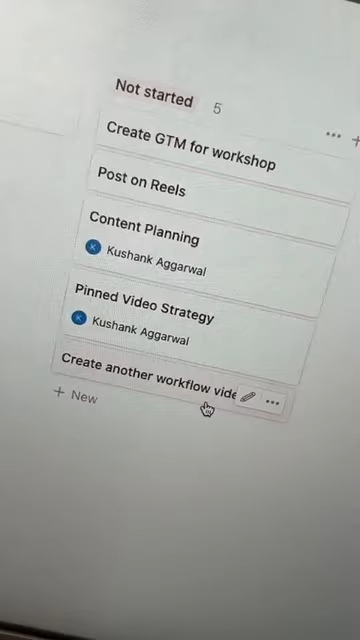 Not started 5
Create GTM for workshop
Post on Reels
Content Planning
K Kushank Aggarwal
Pinned Video Strategy
K Kushank Aggarwal
Create another workflow vide
+ New